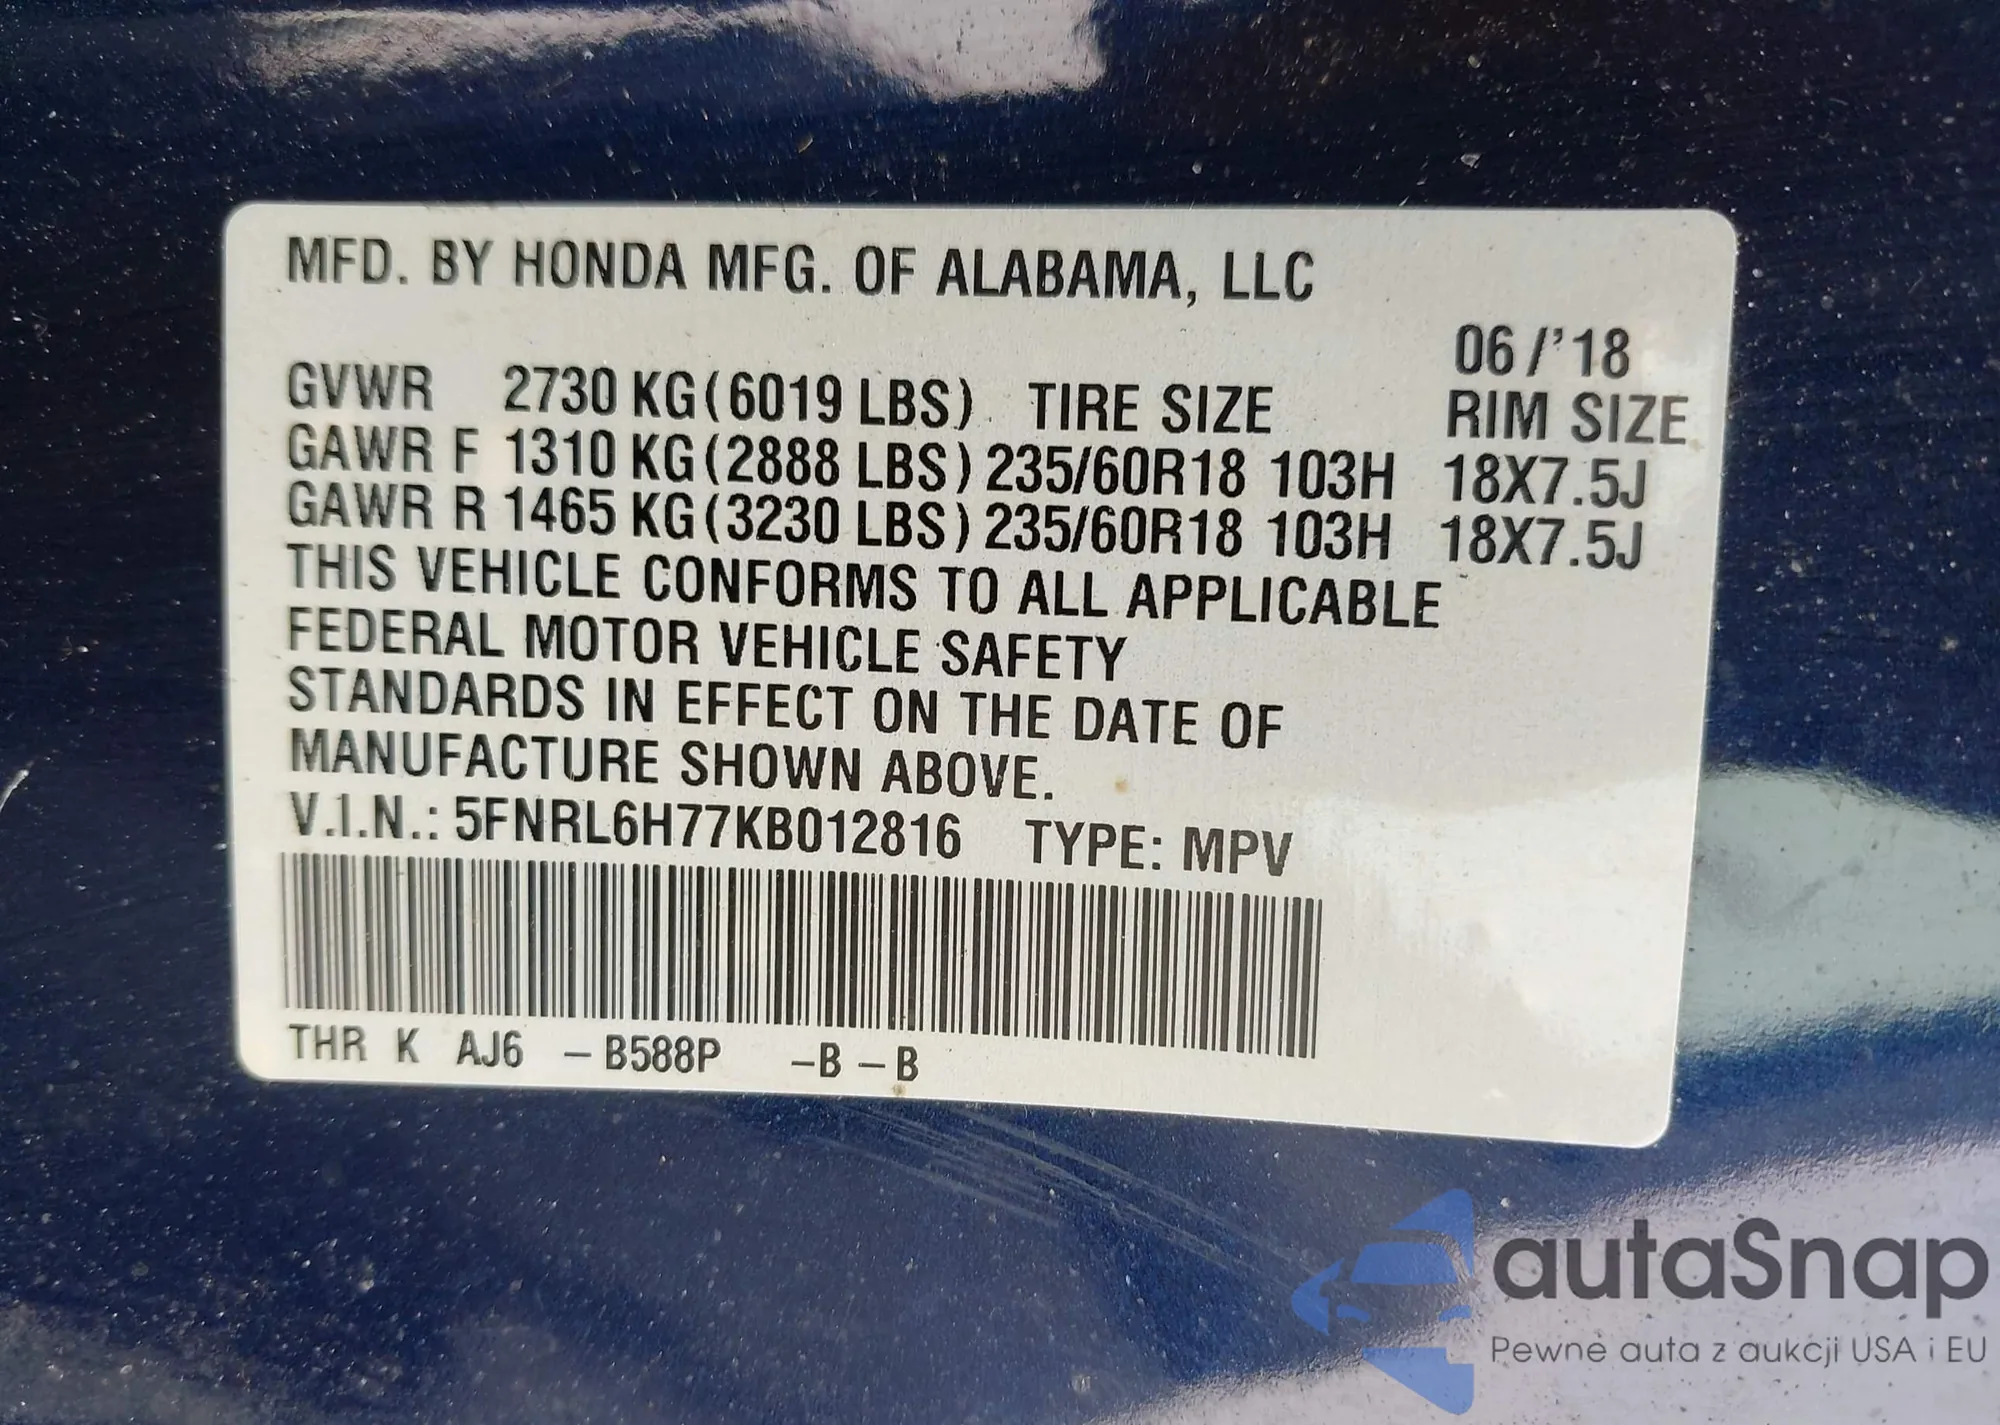 MFD. BY HONDA MFG. OF ALABAMA, LLC
06/'18
GVWR 2730 KG(6019 LBS) TIRE SIZE RIM SIZE
GAWR F 1310 KG(2888 LBS) 235/60R18 103H 18X7.5J
GAWR R 1465 KG(3230 LBS) 235/60R18 103H 18X7.5J
THIS VEHICLE CONFORMS TO ALL APPLICABLE
FEDERAL MOTOR VEHICLE SAFETY
STANDARDS IN EFFECT ON THE DATE OF
MANUFACTURE SHOWN ABOVE.
V.I.N.: 5FNRL6H77KB012816 TYPE: MPV
THR K AJ6 –B588P –B –B
autaSnap
Pewne auta z aukcji USA i EU